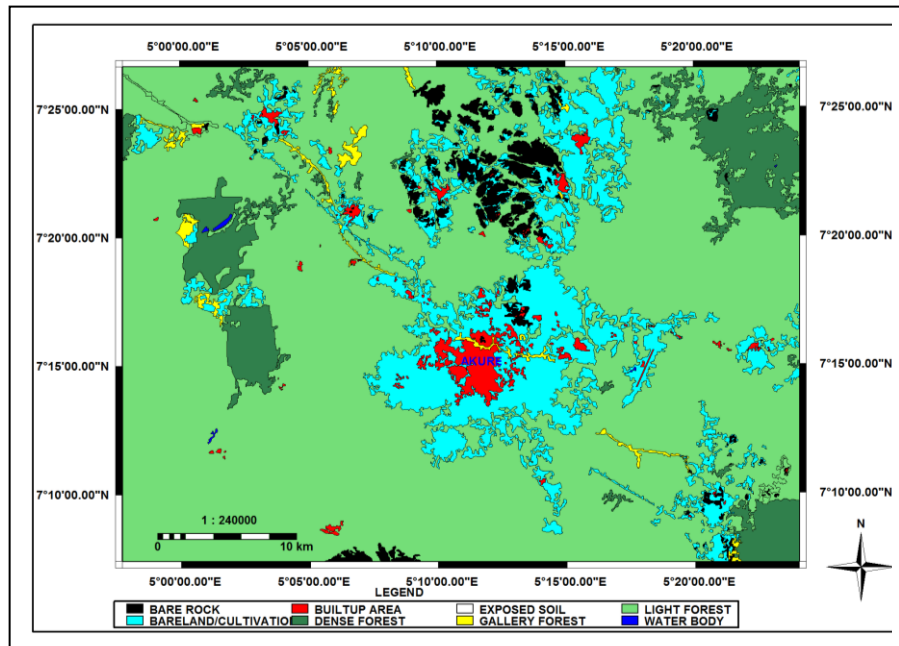 5°00'00.00"E 5°05'00.00"E 5°10'00.00"E 5°15'00.00"E 5°20'00.00"E
7°25'00.00"N 7°25'00.00"N
7°20'00.00"N 7°20'00.00"N
7°15'00.00"N AKURE 7°15'00.00"N
7°10'00.00"N 7°10'00.00"N
1 : 240000
0 10 km
N
5°00'00.00"E 5°05'00.00"E 5°10'00.00"E 5°15'00.00"E 5°20'00.00"E
LEGEND
BARE ROCK BUILTUP AREA EXPOSED SOIL LIGHT FOREST
BARELAND/CULTIVATION DENSE FOREST GALLERY FOREST WATER BODY